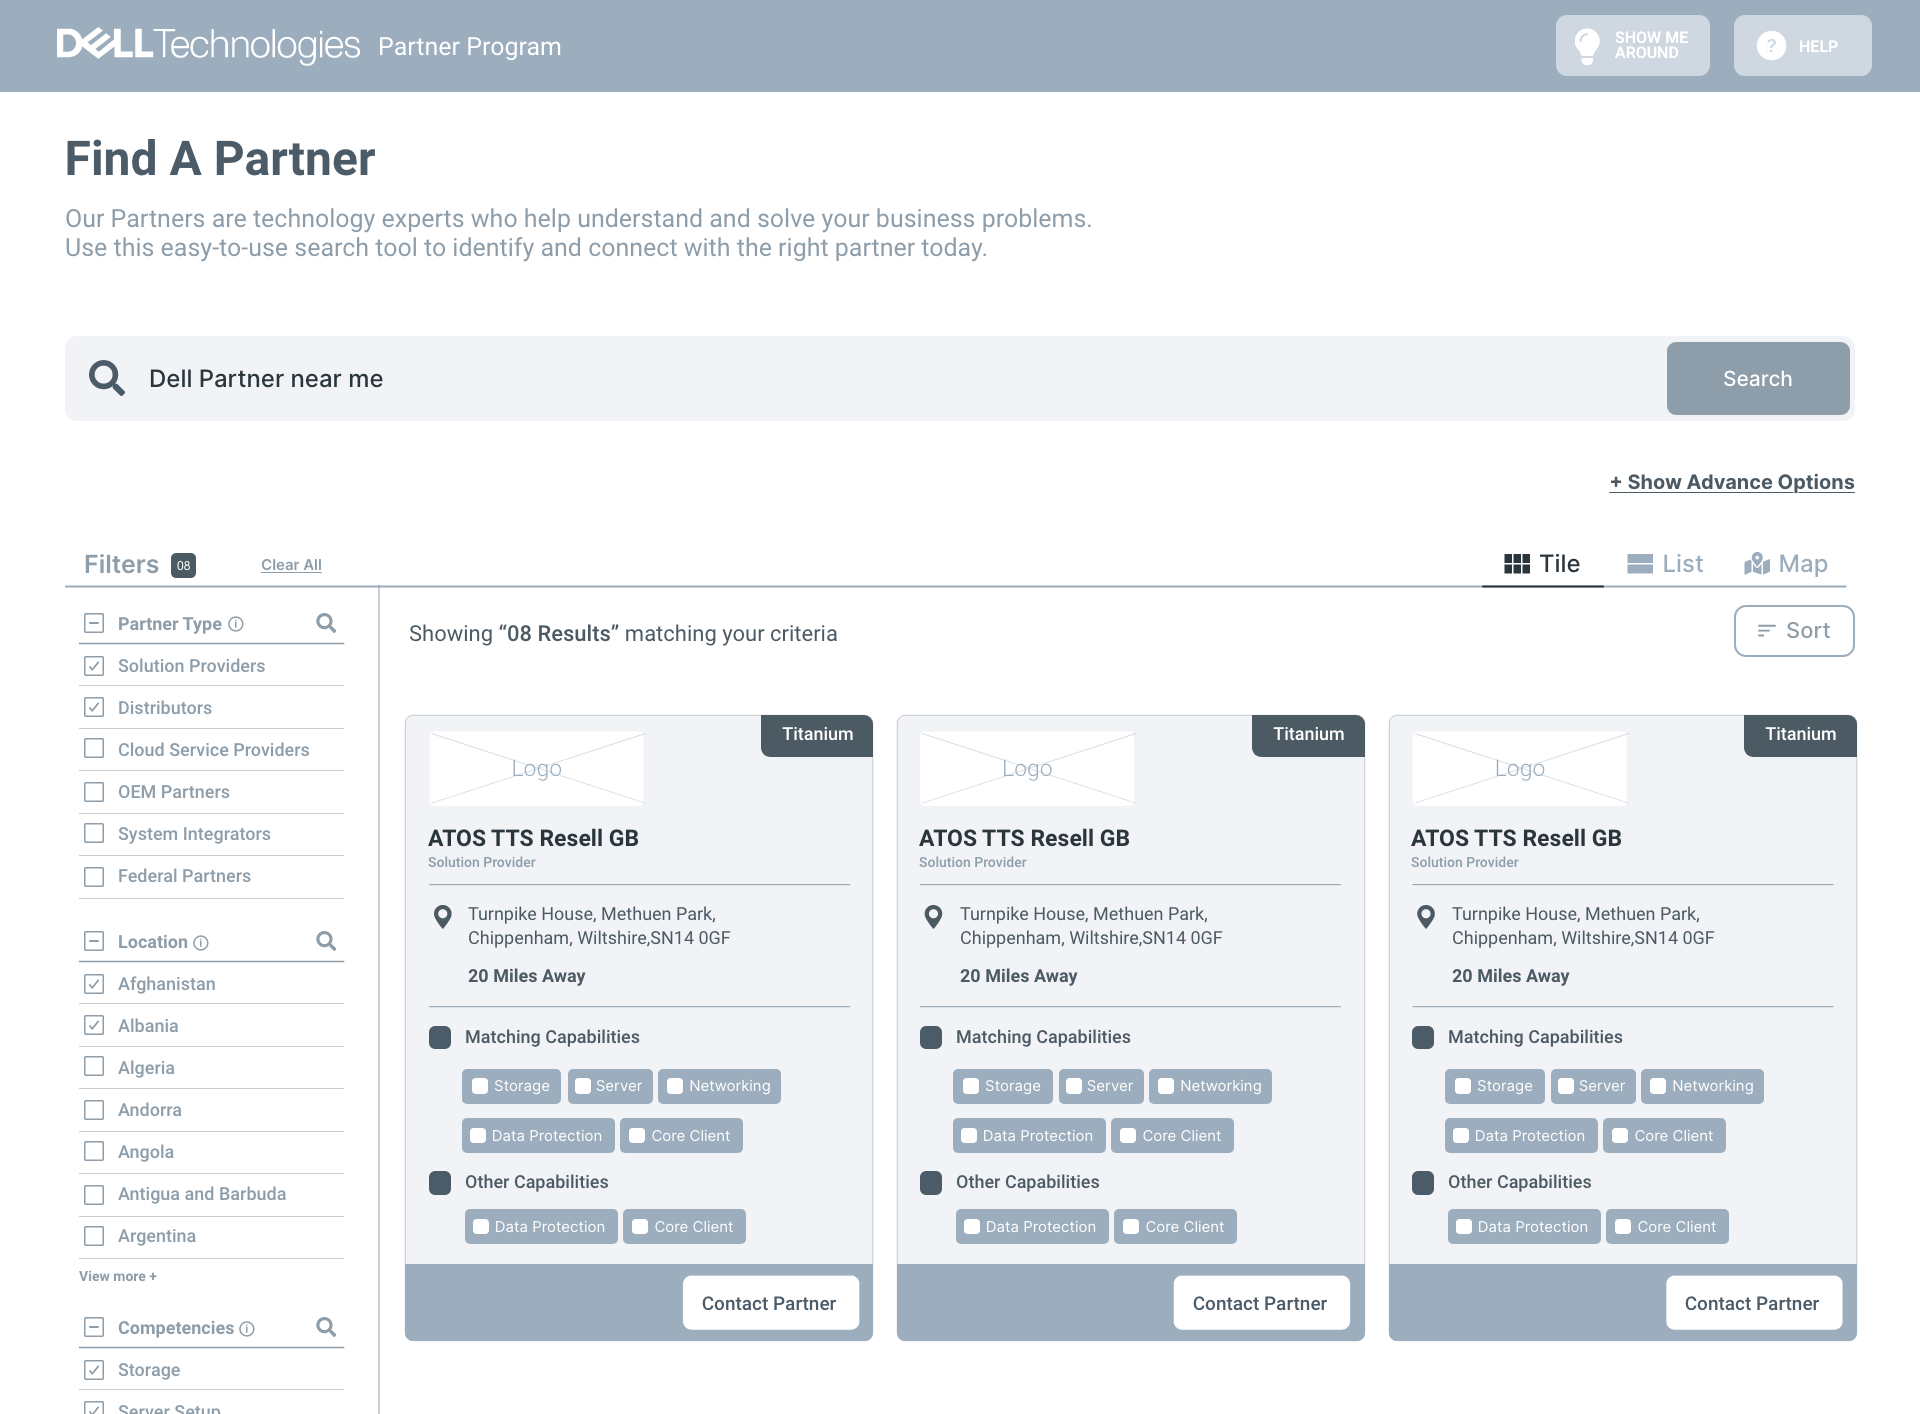 DELLTechnologies Partner Program
SHOW ME
AROUND
? HELP
Find A Partner
Our Partners are technology experts who help understand and solve your business problems.
Use this easy-to-use search tool to identify and connect with the right partner today.
Dell Partner near me
Search
+ Show Advance Options
Filters 08 Clear All
Tile List Map
Partner Type
Solution Providers
Distributors
Cloud Service Providers
OEM Partners
System Integrators
Federal Partners
Location
Afghanistan
Albania
Algeria
Andorra
Angola
Antigua and Barbuda
Argentina
View more +
Competencies
Storage
Server Setup
Showing “08 Results” matching your criteria
Sort
Titanium
Logo
ATOS TTS Resell GB
Solution Provider
Turnpike House, Methuen Park,
Chippenham, Wiltshire,SN14 0GF
20 Miles Away
Matching Capabilities
Storage Server Networking
Data Protection Core Client
Other Capabilities
Data Protection Core Client
Contact Partner
Titanium
Logo
ATOS TTS Resell GB
Solution Provider
Turnpike House, Methuen Park,
Chippenham, Wiltshire,SN14 0GF
20 Miles Away
Matching Capabilities
Storage Server Networking
Data Protection Core Client
Other Capabilities
Data Protection Core Client
Contact Partner
Titanium
Logo
ATOS TTS Resell GB
Solution Provider
Turnpike House, Methuen Park,
Chippenham, Wiltshire,SN14 0GF
20 Miles Away
Matching Capabilities
Storage Server Networking
Data Protection Core Client
Other Capabilities
Data Protection Core Client
Contact Partner